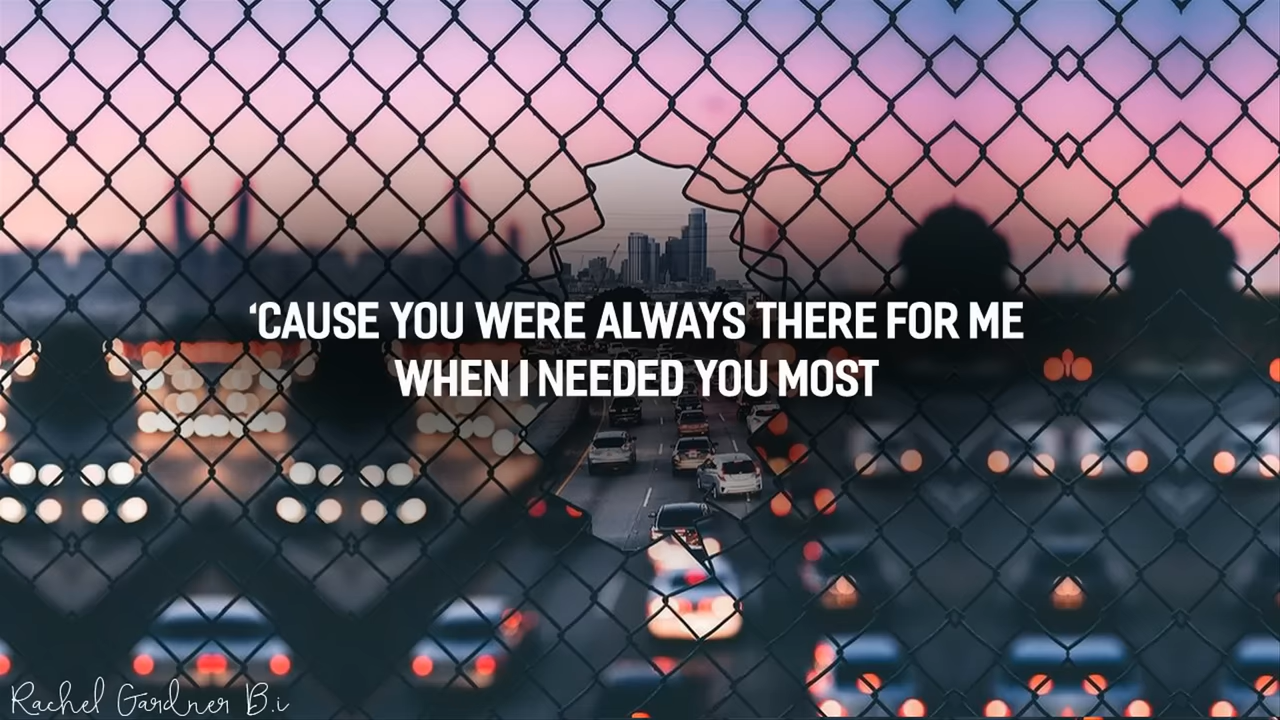 ‘CAUSE YOU WERE ALWAYS THERE FOR ME
WHEN I NEEDED YOU MOST
Rachel Gardner B.i